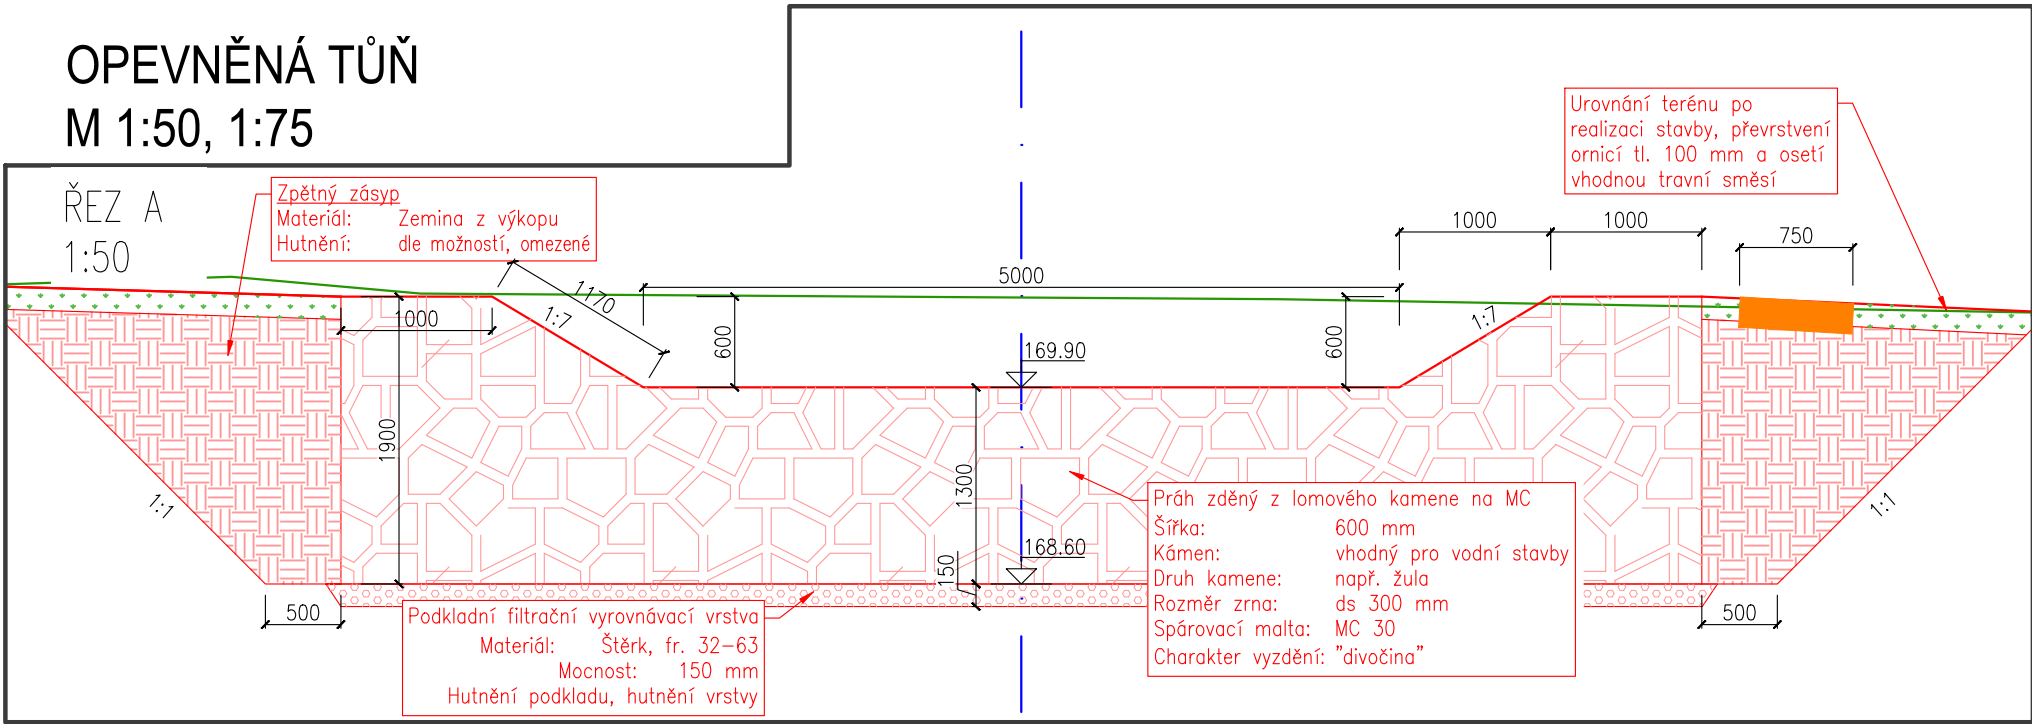 OPEVNĚNÁ TŮŇ
M 1:50, 1:75
ŘEZ A
1:50
Zpětný zásyp
Materiál: Zemina z výkopu
Hutnění: dle možností, omezené
Urovnání terénu po
realizaci stavby, převrstvení
ornicí tl. 100 mm a osetí
vhodnou travní směsí
1000
1000
750
5000
1170
1:7
1000
600
600
1:7
169.90
1900
1300
1:1
1:1
168.60
150
Práh zděný z lomového kamene na MC
Šířka: 600 mm
Kámen: vhodný pro vodní stavby
Druh kamene: např. žula
Rozměr zrna: ds 300 mm
Spárovací malta: MC 30
Charakter vyzdění: "divočina"
500
500
Podkladní filtrační vyrovnávací vrstva
Materiál: Štěrk, fr. 32-63
Mocnost: 150 mm
Hutnění podkladu, hutnění vrstvy